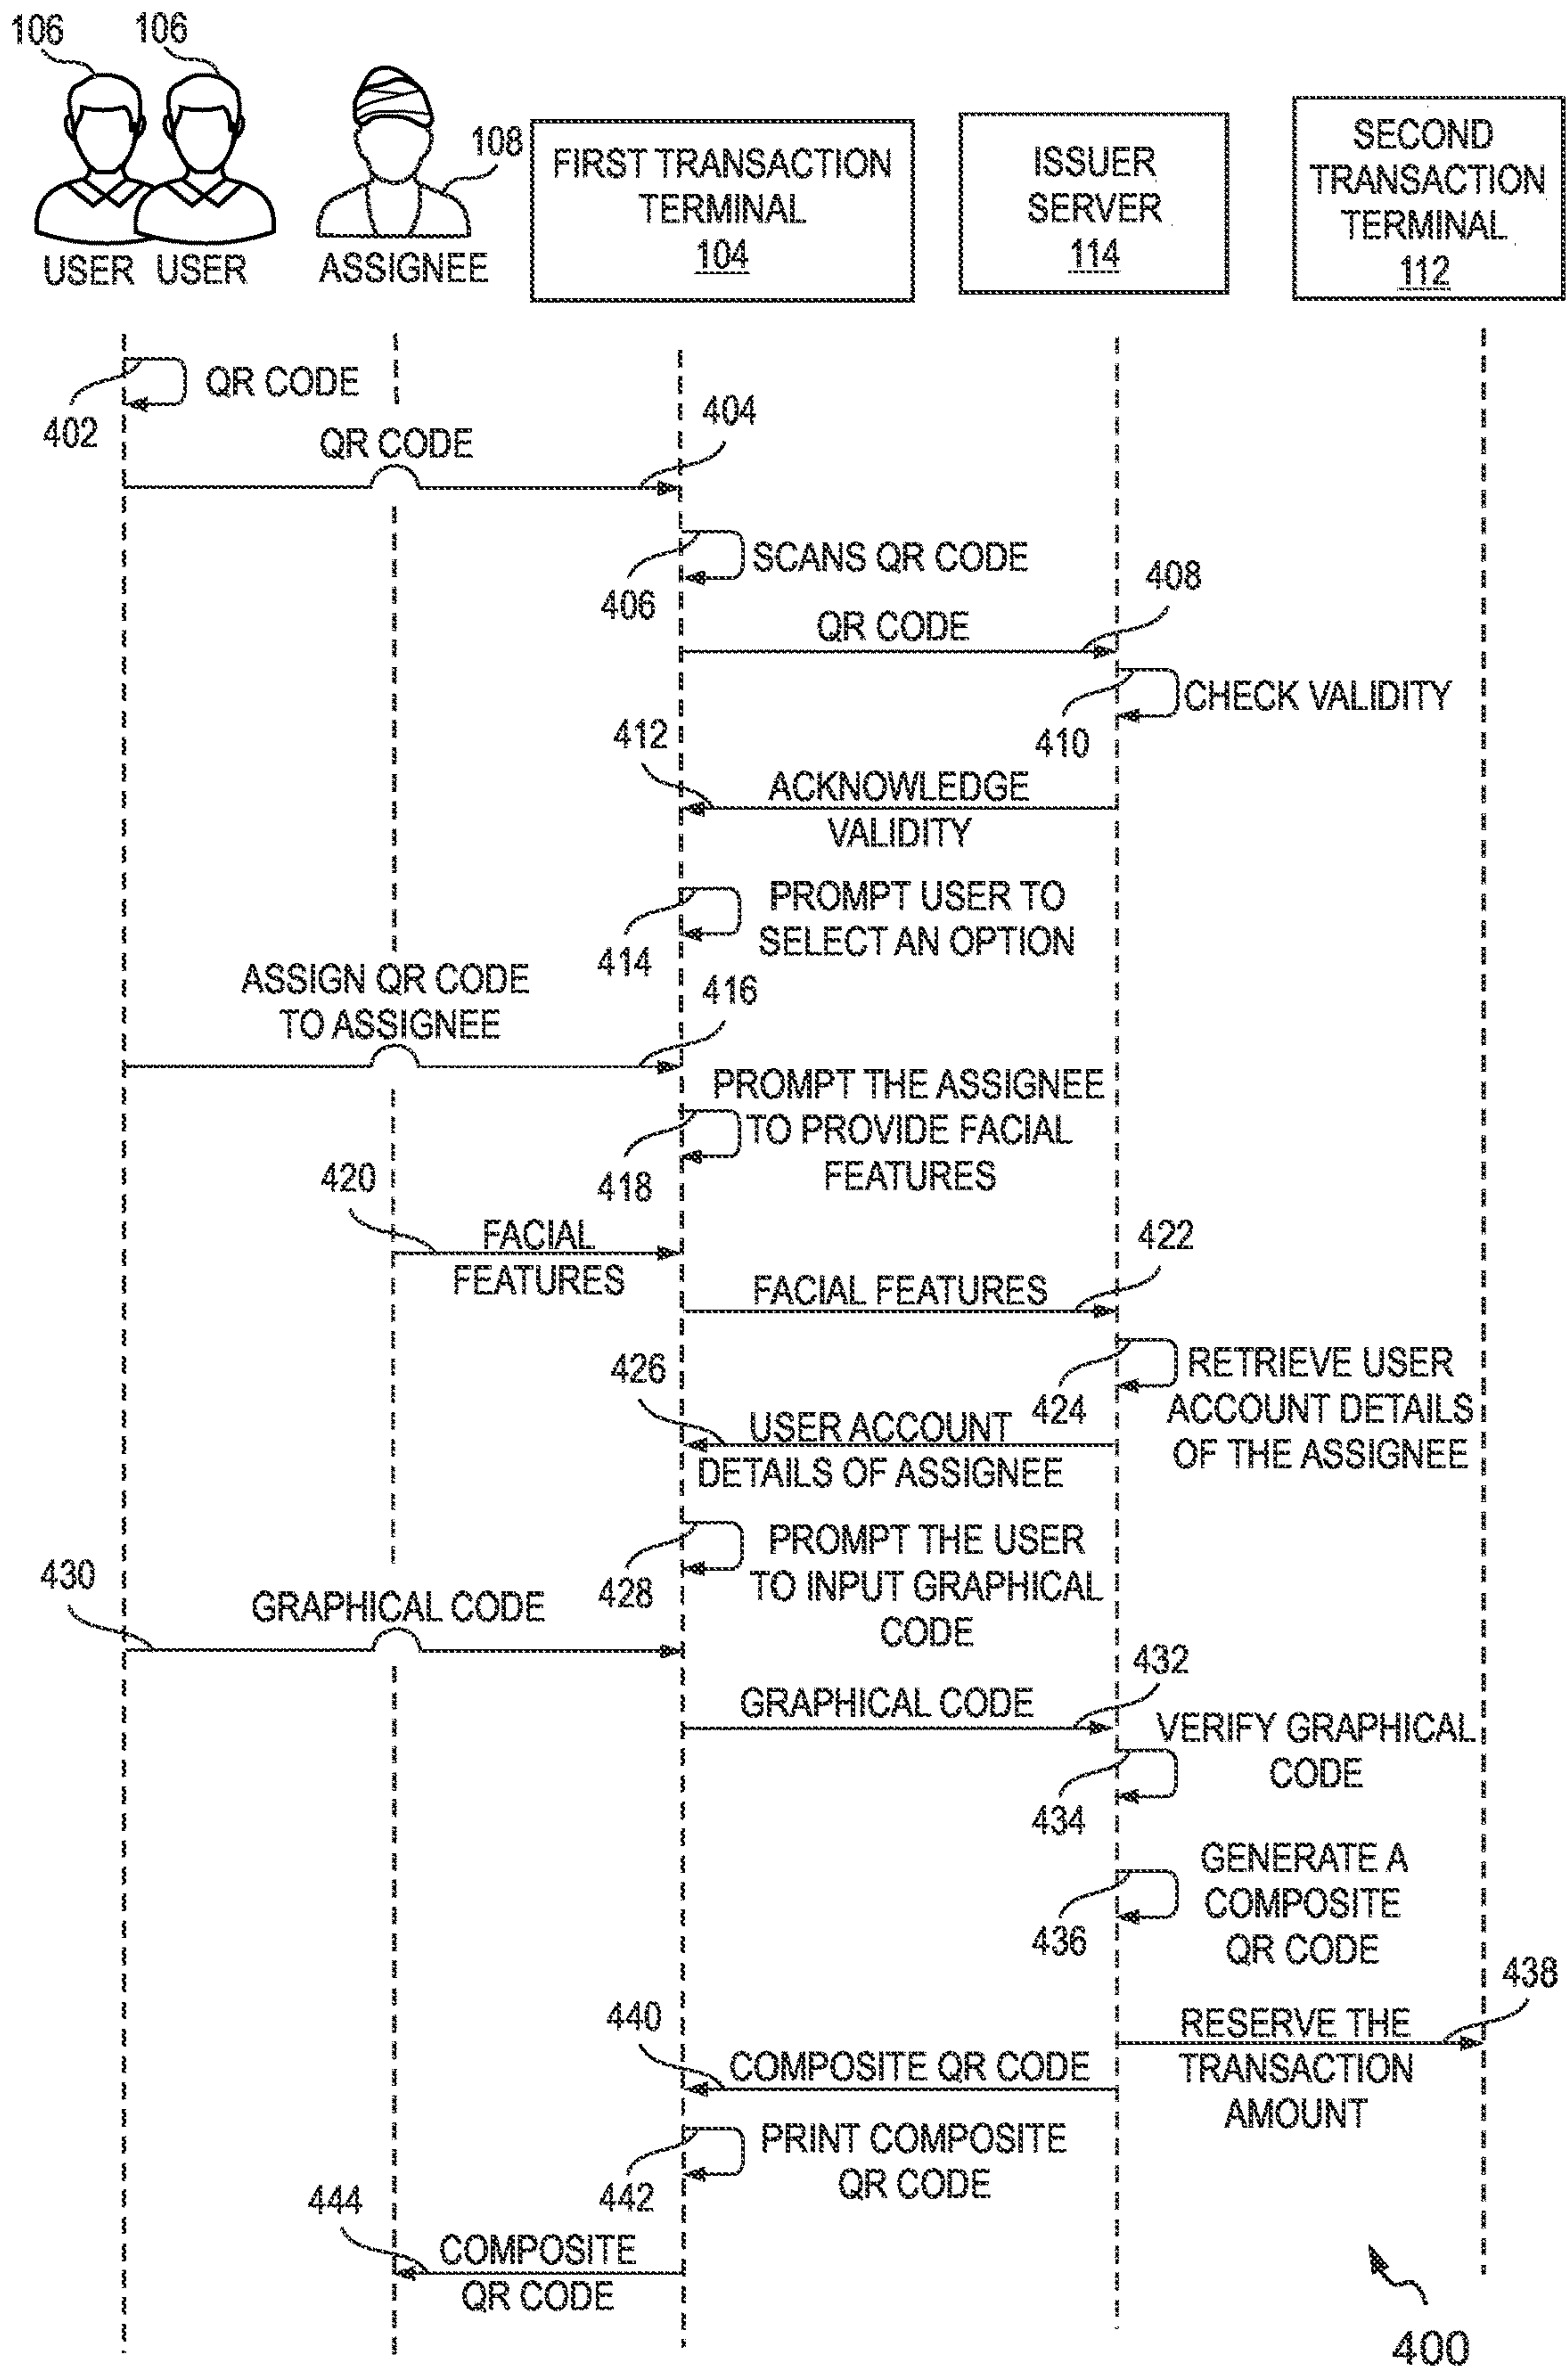 106
106
USER
USER
ASSIGNEE
108
FIRST TRANSACTION
TERMINAL
104
ISSUER
SERVER
114
SECOND
TRANSACTION
TERMINAL
112
402
QR CODE
QR CODE
404
406
SCANS QR CODE
QR CODE
408
410
CHECK VALIDITY
412
ACKNOWLEDGE
VALIDITY
414
PROMPT USER TO
SELECT AN OPTION
ASSIGN QR CODE
TO ASSIGNEE
416
418
PROMPT THE ASSIGNEE
TO PROVIDE FACIAL
FEATURES
420
FACIAL
FEATURES
FACIAL FEATURES
422
424
RETRIEVE USER
ACCOUNT DETAILS
OF THE ASSIGNEE
426
USER ACCOUNT
DETAILS OF ASSIGNEE
428
PROMPT THE USER
TO INPUT GRAPHICAL
CODE
430
GRAPHICAL CODE
GRAPHICAL CODE
432
434
VERIFY GRAPHICAL
CODE
436
GENERATE A
COMPOSITE
QR CODE
438
RESERVE THE
TRANSACTION
AMOUNT
440
COMPOSITE QR CODE
442
PRINT COMPOSITE
QR CODE
444
COMPOSITE
QR CODE
400